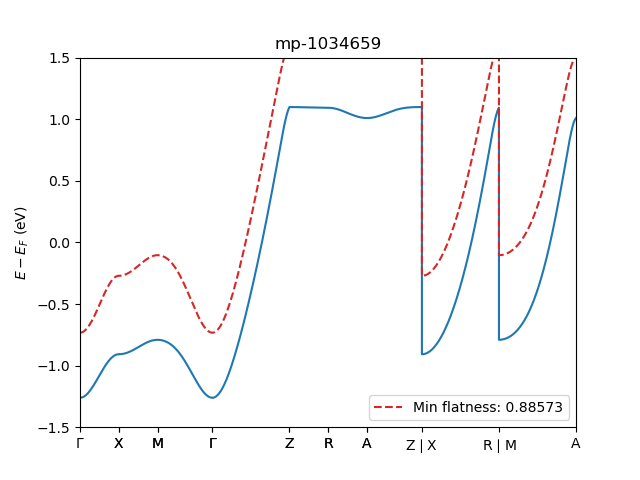 mp-1034659
E − E_F (eV)
1.5
1.0
0.5
0.0
−0.5
−1.0
−1.5
Min flatness: 0.88573
Γ X M Γ Z R A Z | X R | M A